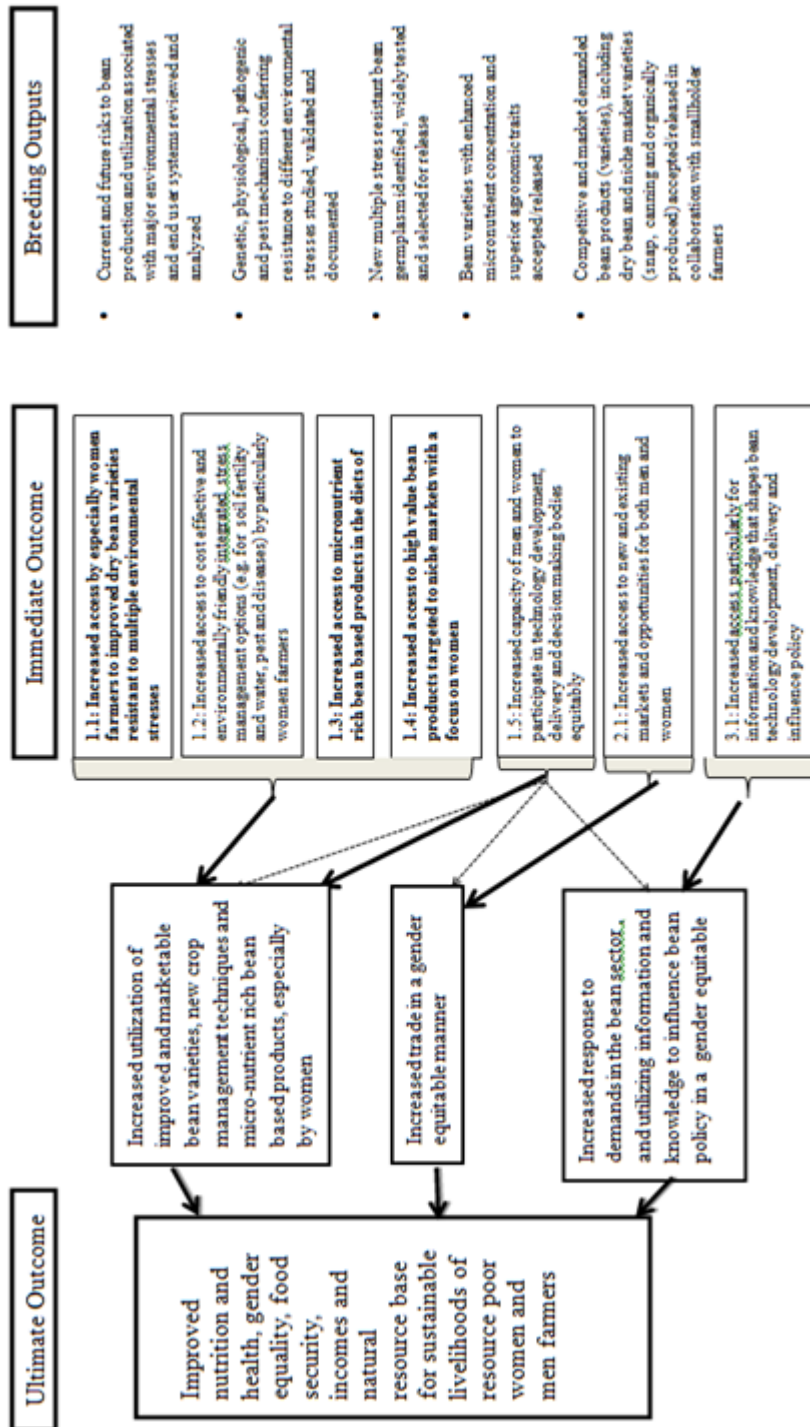 Ultimate Outcome
Immediate Outcome
Breeding Outputs
Improved
nutrition and
health, gender
equality, food
security,
incomes and
natural
resource base
for sustainable
livelihoods of
resource poor
women and
men farmers
Increased utilization of
improved and marketable
bean varieties, new crop
management techniques and
micro-nutrient rich bean
based products, especially
by women
Increased trade in a gender
equitable manner
Increased response to
demands in the bean sector,
and utilizing information and
knowledge to influence bean
policy in a gender equitable
1.1: Increased access by especially women
farmers to improved dry bean varieties
resistant to multiple environmental
stresses
1.2: Increased access to cost effective and
environmentally friendly integrated stress
management options (e.g. for soil fertility
and water, pest and diseases) by particularly
women farmers
1.3: Increased access to micronutrient
rich bean based products in the diets of
1.4: Increased access to high value bean
products targeted to niche markets with a
focus on women
1.5: Increased capacity of men and women to
participate in technology development,
delivery and decision making bodies
equitably
2.1: Increased access to new and existing
markets and opportunities for both men and
women
3.1: Increased access particularly for
information and knowledge that shapes bean
technology development, delivery and
influence policy
• Current and future risks to bean
production and utilization associated
with major environmental stresses
and end user systems reviewed and
analyzed
• Genetic, physiological, pathogenic
and pest mechanisms conferring
resistance to different environmental
stresses studied, validated and
documented
• New multiple stress resistant bean
germplasm identified, widely tested
and selected for release
• Bean varieties with enhanced
micronutrient concentration and
superior agronomic traits
accepted/released
• Competitive and market demanded
bean products (varieties), including
dry bean and niche market varieties
(snap, canning and organically
produced) accepted/released in
collaboration with smallholder
farmers